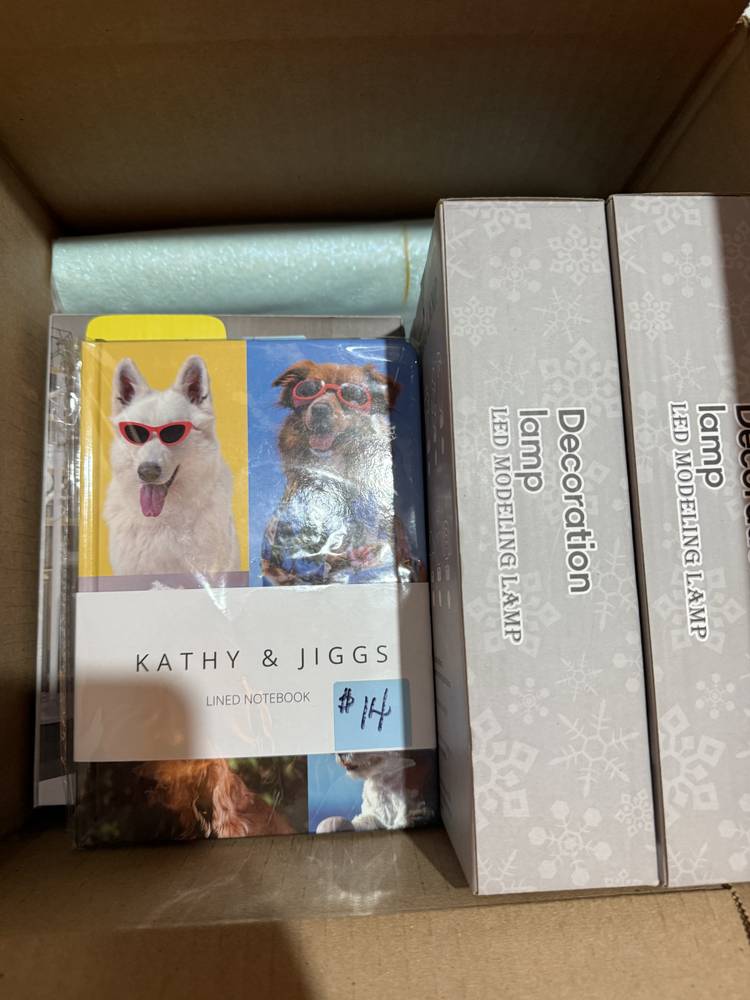 KATHY & JIGGS
LINED NOTEBOOK
$14
Decoration
lamp
LED MODELING LAMP
lamp
LED MODELING LAMP